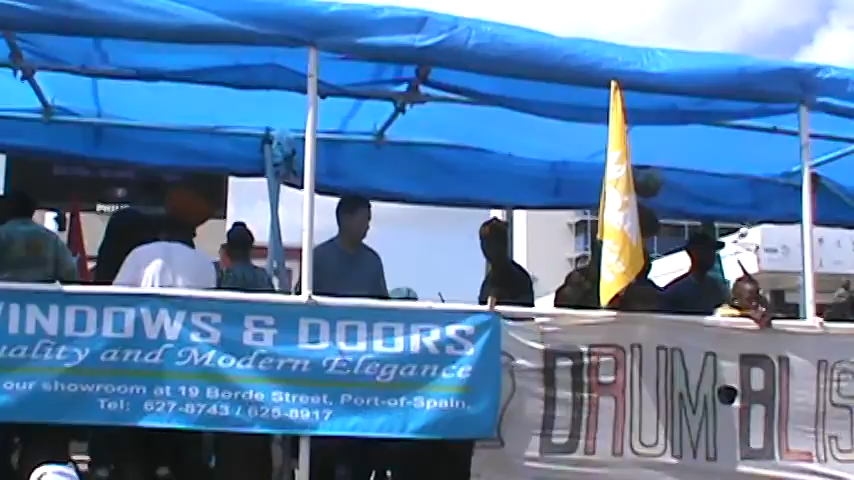 WINDOWS & DOORS
and Modern Elegance
our showroom at 19 Borde Street, Port-of-Spain,
Tel: 627-8743 / 625-8917
DRUM BLIS